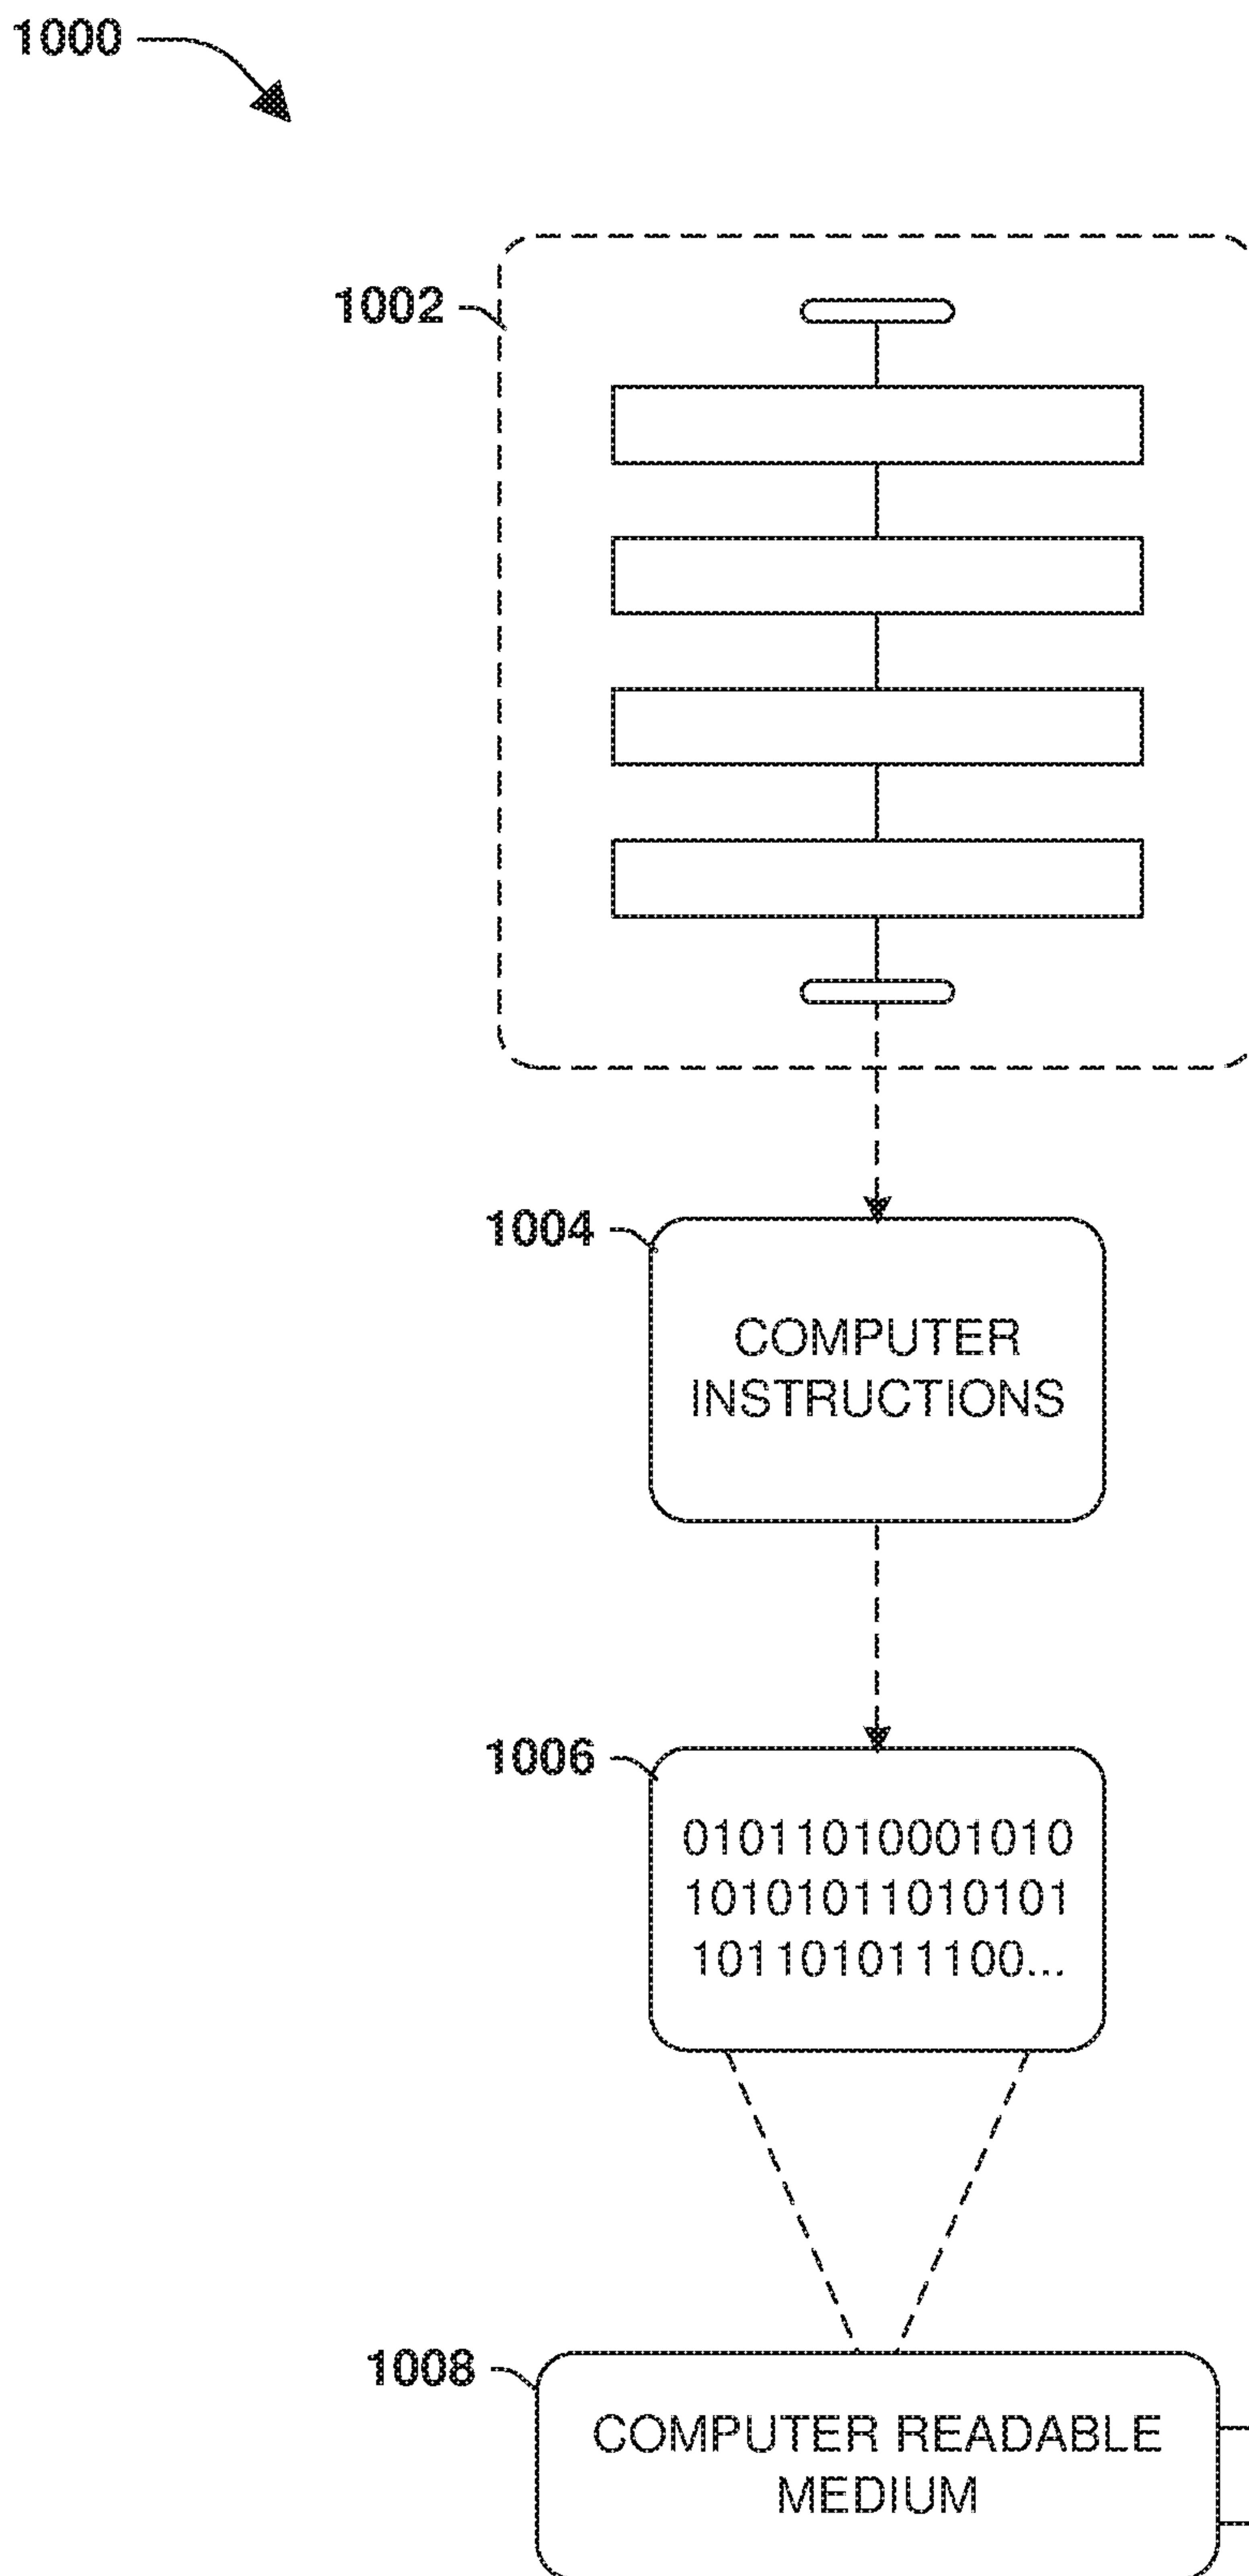 1000
1002
1004
COMPUTER
INSTRUCTIONS
1006
01011010001010
10101011010101
101101011100...
1008
COMPUTER READABLE
MEDIUM